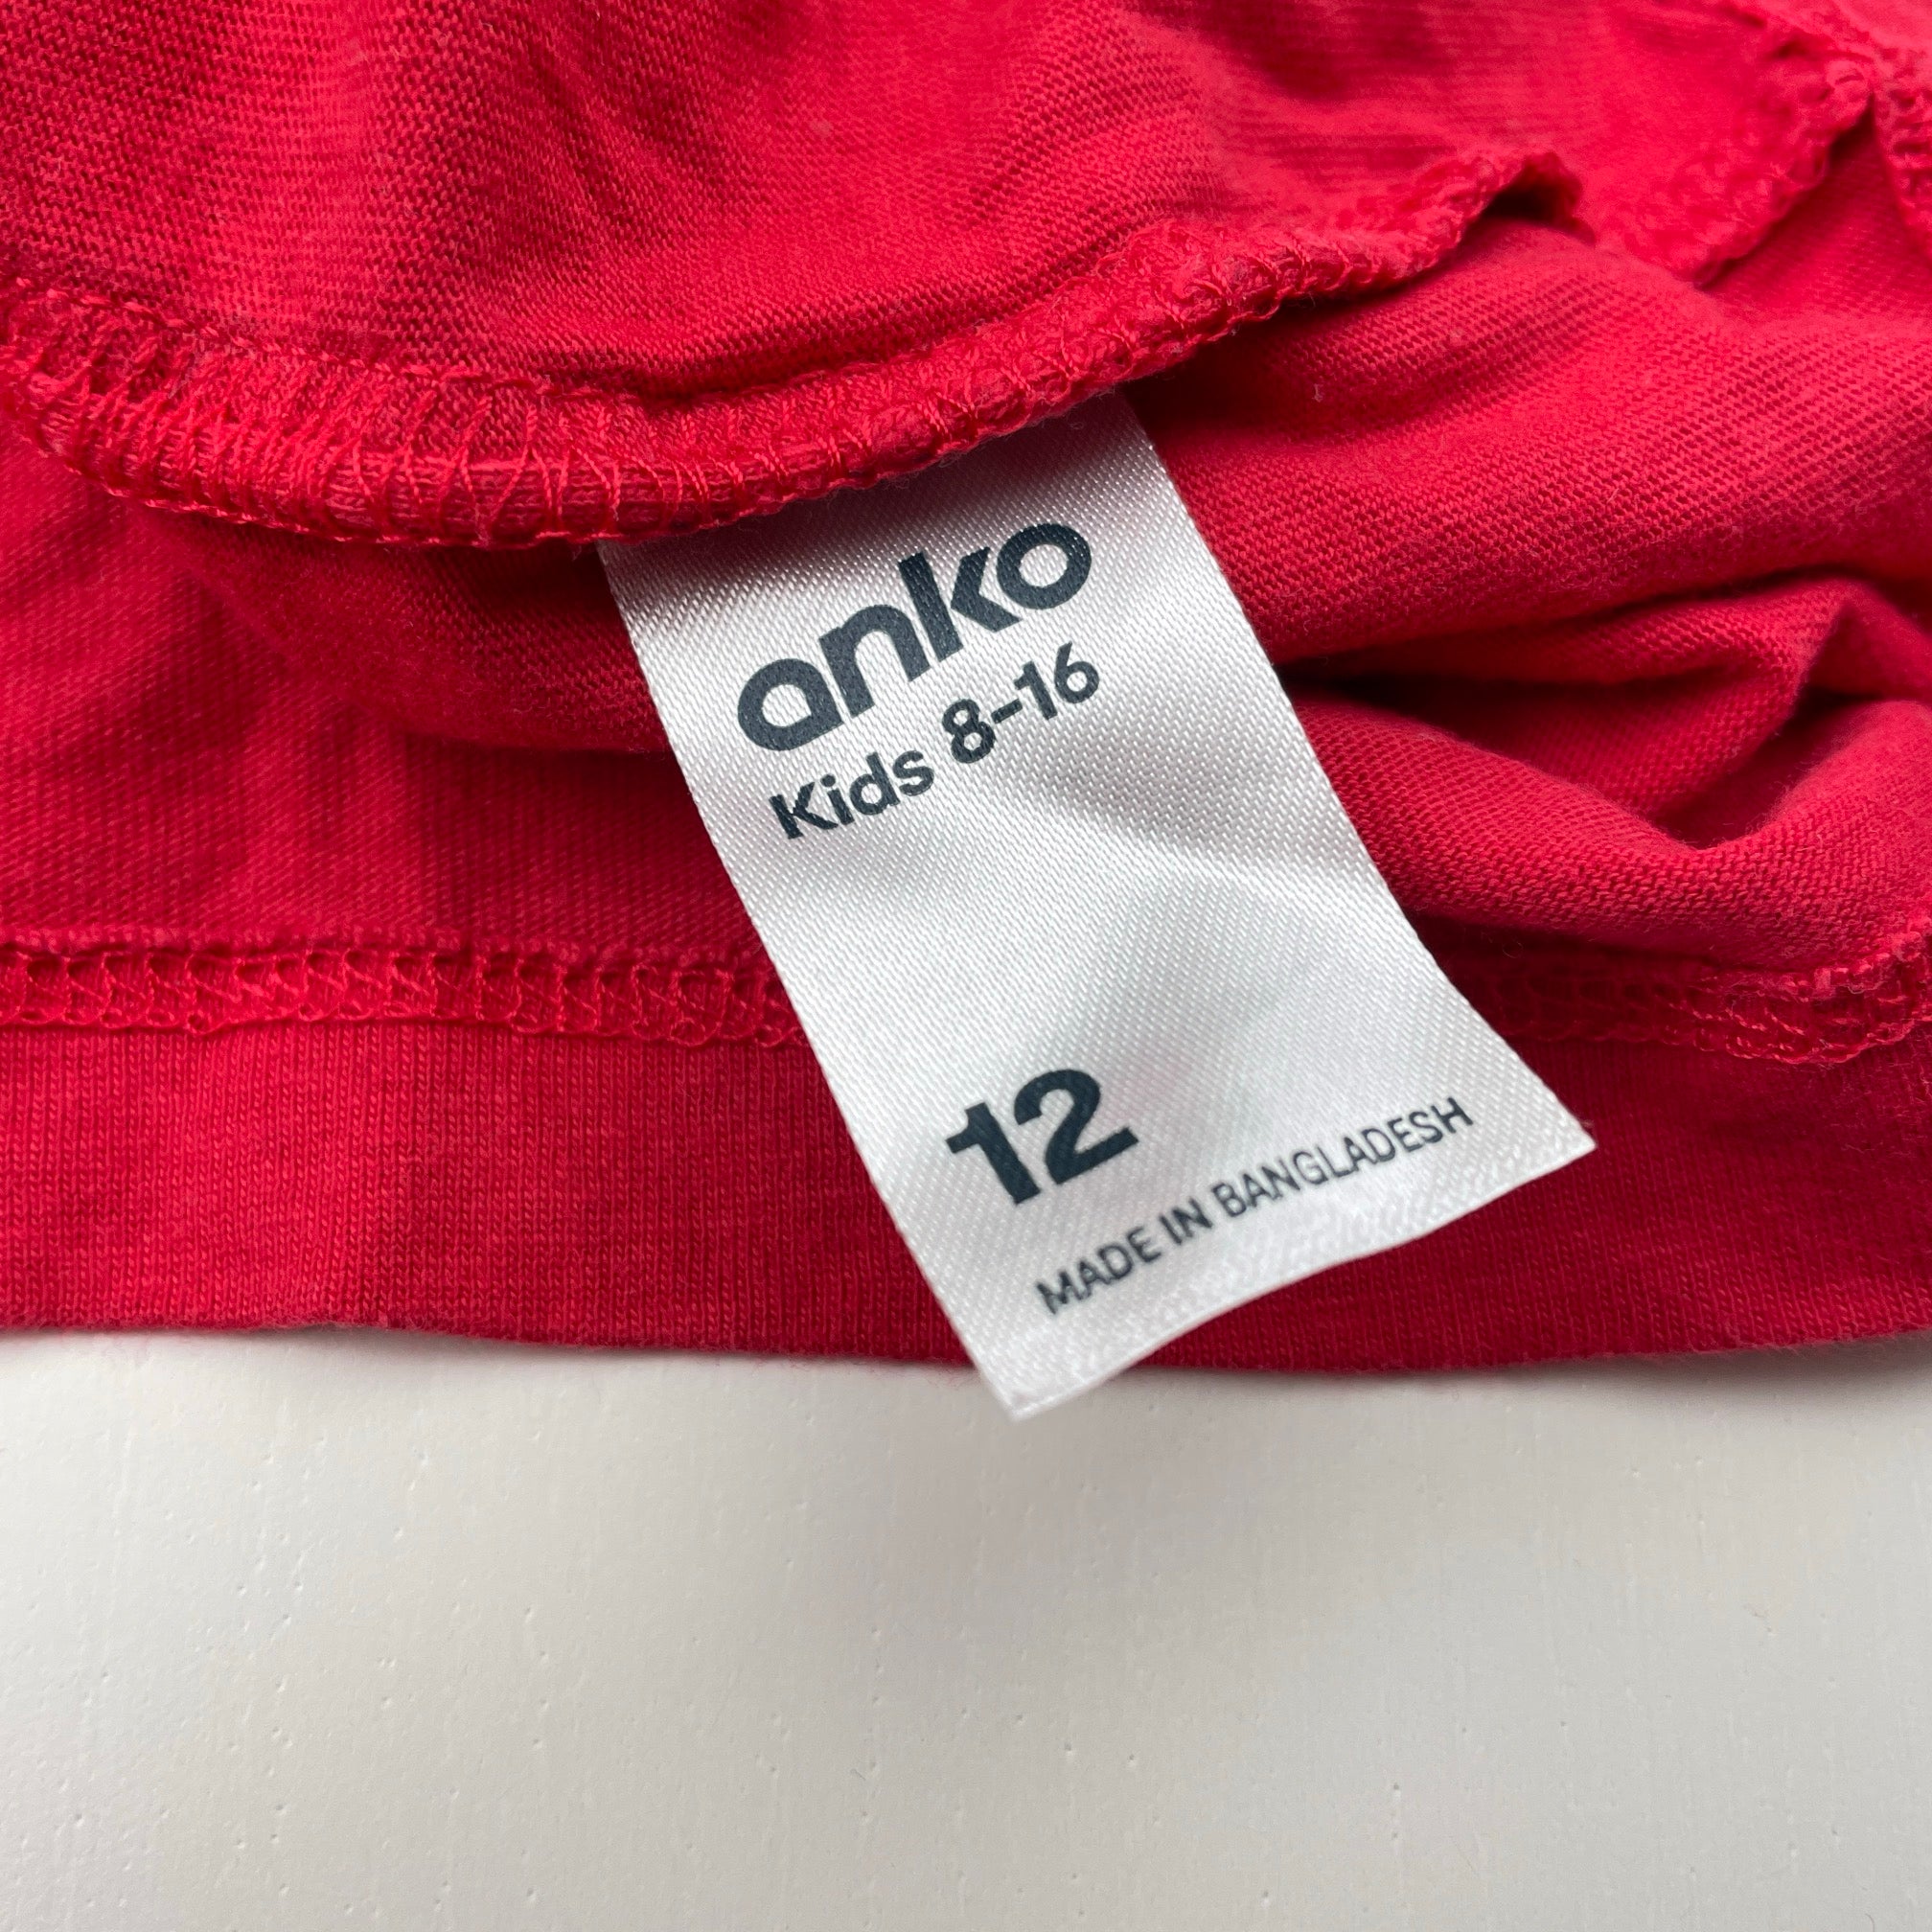 anko
Kids 8-16
12
MADE IN BANGLADESH